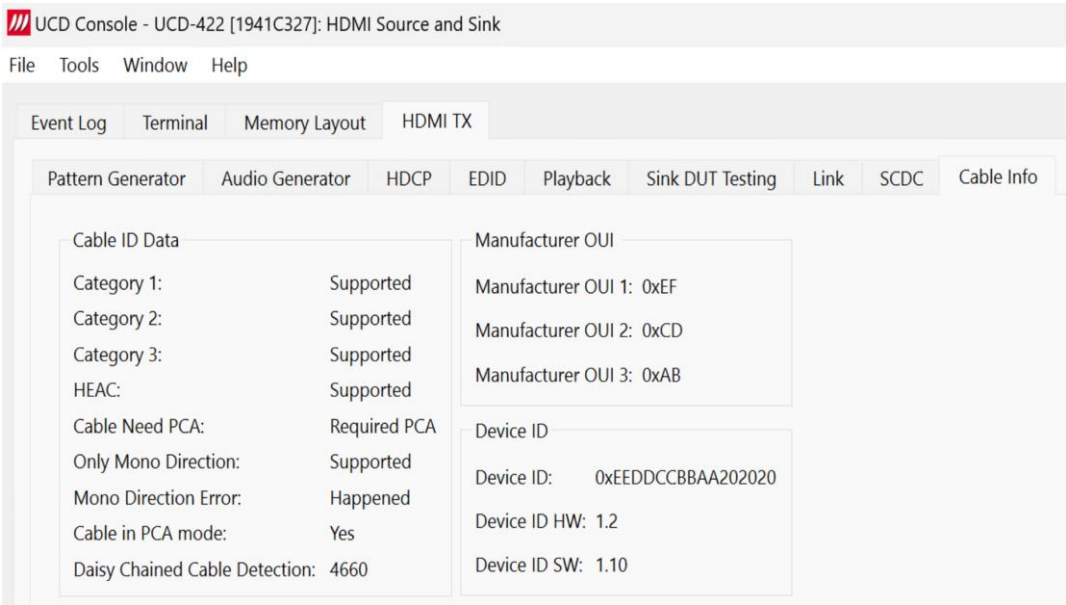 UCD Console - UCD-422 [1941C327]: HDMI Source and Sink
File Tools Window Help
Event Log Terminal Memory Layout HDMI TX
Pattern Generator Audio Generator HDCP EDID Playback Sink DUT Testing Link SCDC Cable Info
Cable ID Data
Category 1: Supported
Category 2: Supported
Category 3: Supported
HEAC: Supported
Cable Need PCA: Required PCA
Only Mono Direction: Supported
Mono Direction Error: Happened
Cable in PCA mode: Yes
Daisy Chained Cable Detection: 4660
Manufacturer OUI
Manufacturer OUI 1: 0xEF
Manufacturer OUI 2: 0xCD
Manufacturer OUI 3: 0xAB
Device ID
Device ID: 0xEEDDCCBBAA202020
Device ID HW: 1.2
Device ID SW: 1.10